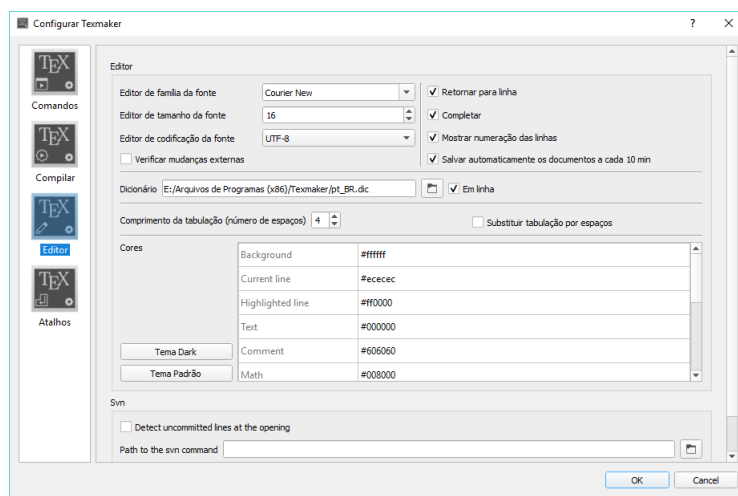 Configurar Texmaker
TEX
Comandos
TEX
Compilar
TEX
Editor
TEX
Atalhos
Editor
Editor de família da fonte Courier New Retornar para linha
Editor de tamanho da fonte 16 Completar
Editor de codificação da fonte UTF-8 Mostrar numeração das linhas
Verificar mudanças externas Salvar automaticamente os documentos a cada 10 min
Dicionário E:/Arquivos de Programas (x86)/Texmaker/pt_BR.dic Em linha
Comprimento da tabulação (número de espaços) 4 Substituir tabulação por espaços
Cores
Background #ffffff
Current line #ececec
Highlighted line #ff0000
Text #000000
Tema Dark Comment #606060
Tema Padrão Math #008000
Svn
Detect uncommitted lines at the opening
Path to the svn command
OK Cancel